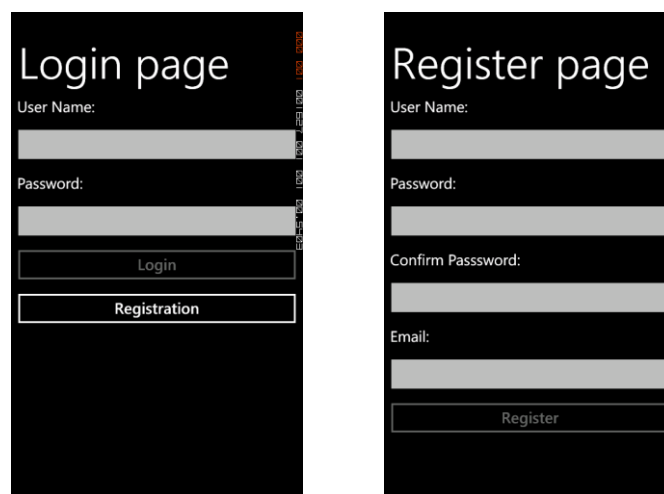 Login page
User Name:
Password:
Login
Registration
Register page
User Name:
Password:
Confirm Passsword:
Email:
Register